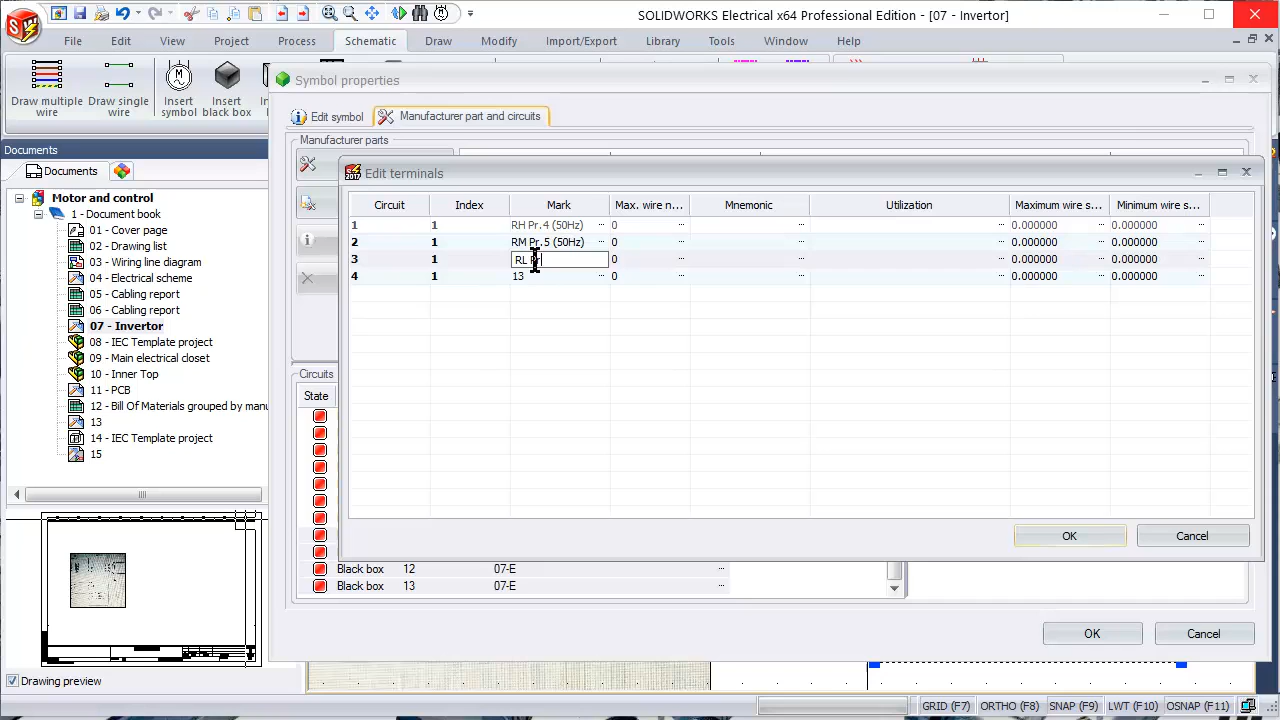 SOLIDWORKS Electrical x64 Professional Edition - [07 - Invertor]
File Edit View Project Process Schematic Draw Modify Import/Export Library Tools Window Help
Draw multiple wire
Draw single wire
Insert symbol
Insert black box
Symbol properties
Edit symbol
Manufacturer part and circuits
Manufacturer parts
Documents
Documents
Motor and control
1 - Document book
01 - Cover page
02 - Drawing list
03 - Wiring line diagram
04 - Electrical scheme
05 - Cabling report
06 - Cabling report
07 - Invertor
08 - IEC Template project
09 - Main electrical closet
10 - Inner Top
11 - PCB
12 - Bill Of Materials grouped by manu
13
14 - IEC Template project
15
Drawing preview
2017 Edit terminals
Circuit Index Mark Max. wire n... Mnemonic Utilization Maximum wire s... Minimum wire s...
1 1 RH Pr.4 (50Hz) ... 0 ... ... ... 0.000000 ... 0.000000 ...
2 1 RM Pr.5 (50Hz) ... 0 ... ... ... 0.000000 ... 0.000000 ...
3 1 RL Pr 0 ... ... ... 0.000000 ... 0.000000 ...
4 1 13 ... 0 ... ... ... 0.000000 ... 0.000000 ...
OK Cancel
Circuits
State
Black box 12 07-E ...
Black box 13 07-E ...
OK Cancel
GRID (F7) ORTHO (F8) SNAP (F9) LWT (F10) OSNAP (F11)